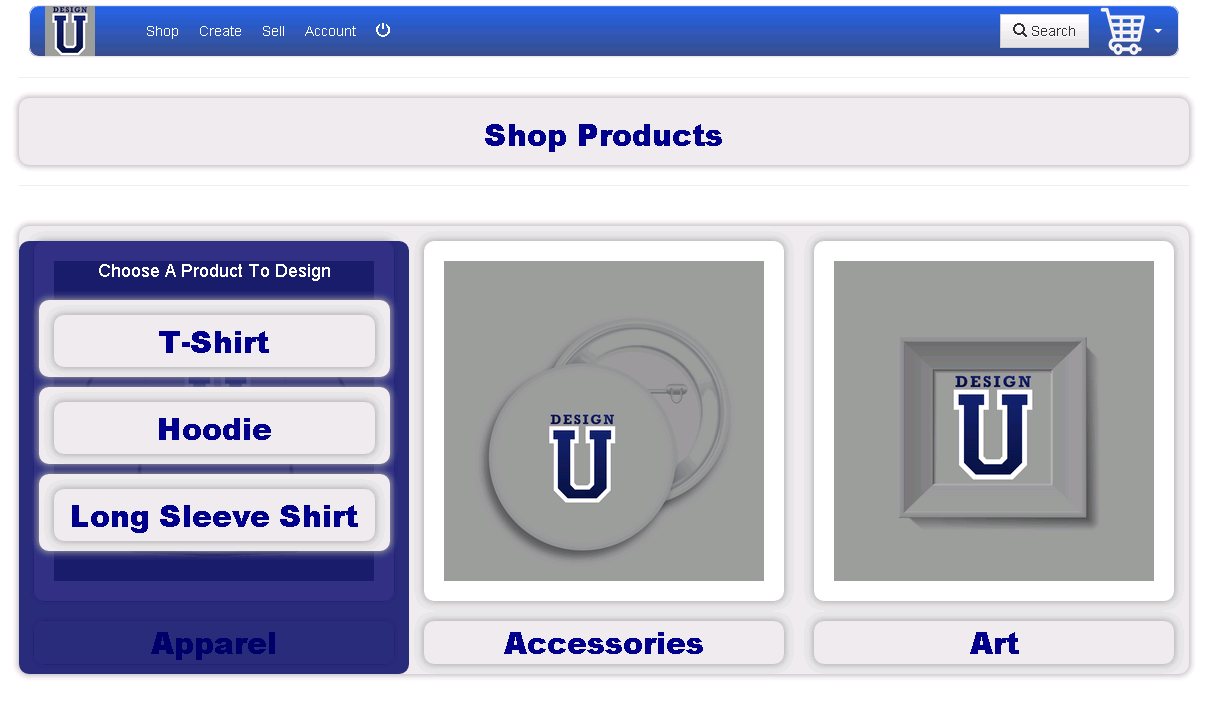 DESIGN
U
Shop Create Sell Account
Search
Shop Products
Choose A Product To Design
T-Shirt
Hoodie
Long Sleeve Shirt
Apparel
DESIGN
U
Accessories
DESIGN
U
Art